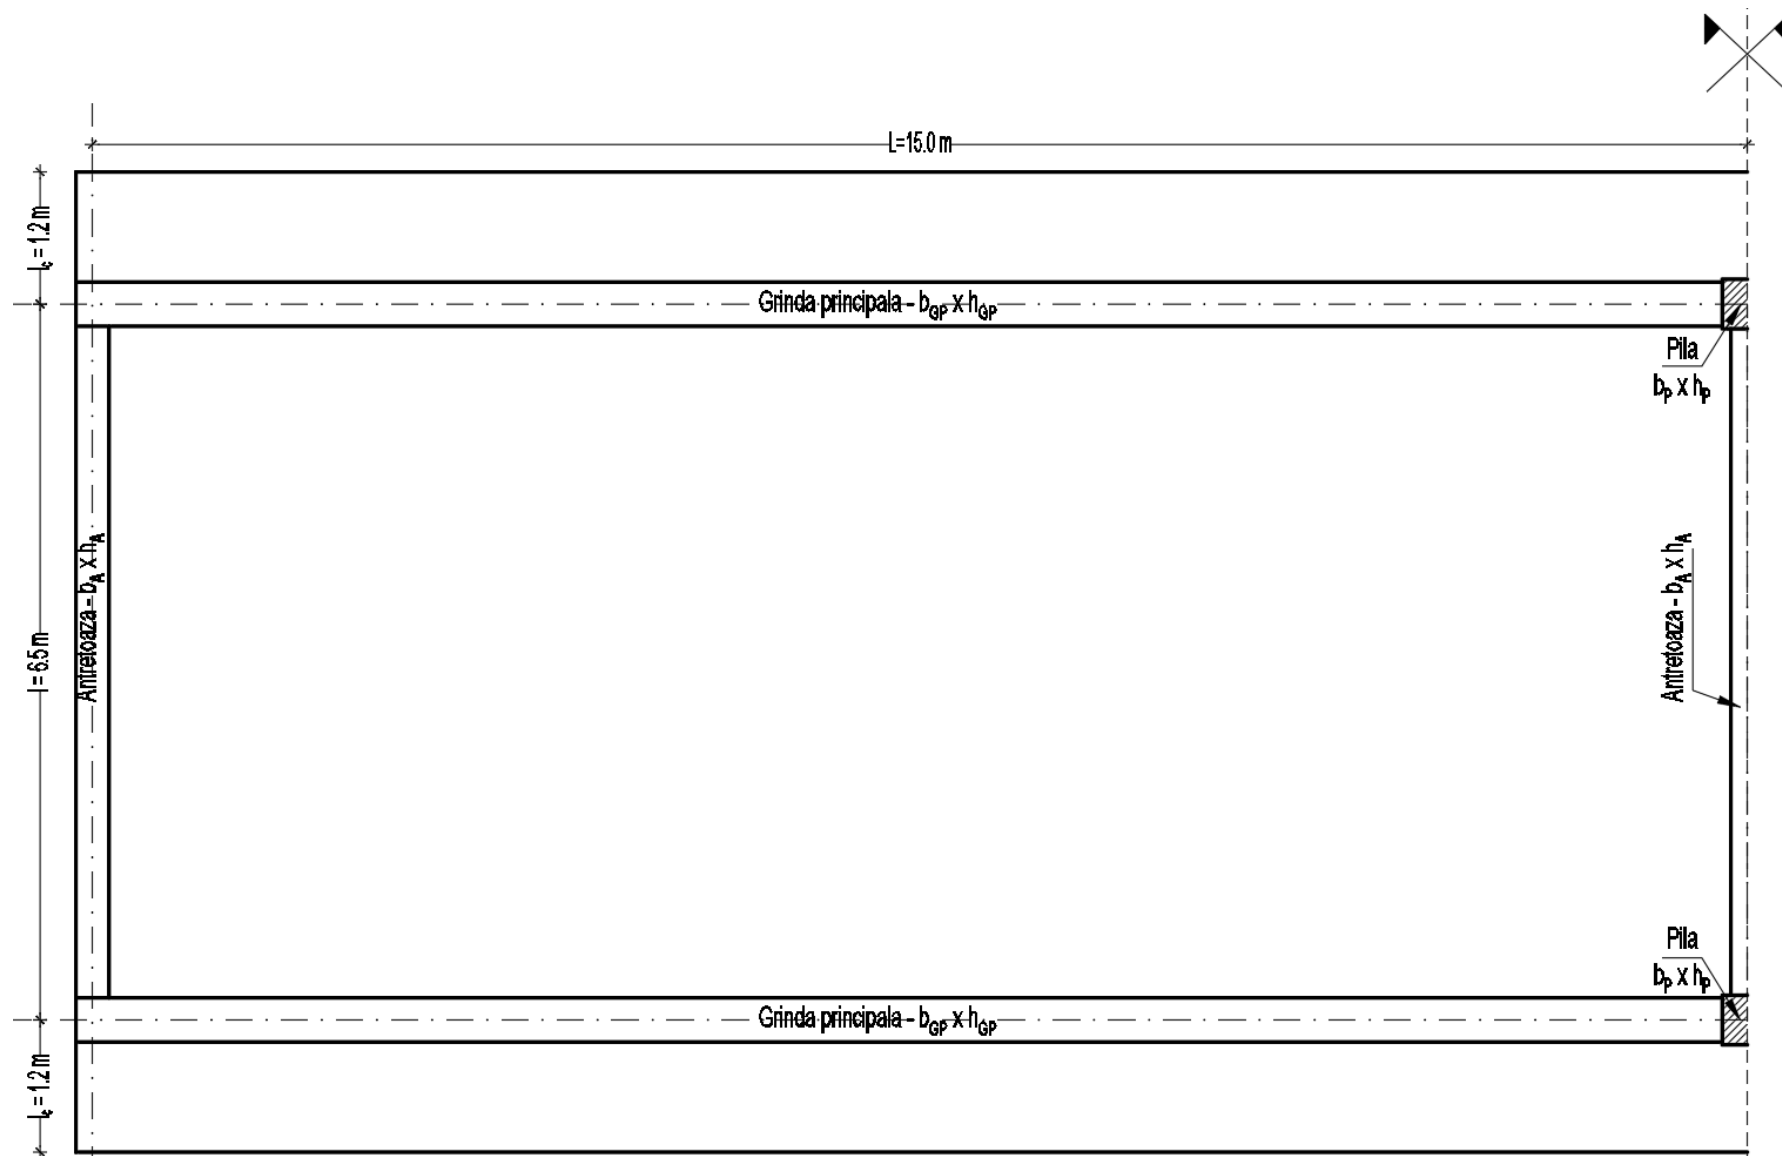 L=15.0 m
lc = 1.2 m
Grinda principala - bGP x hGP
Pila
bP x hP
Antretoaza - bA x hA
Antretoaza - bA x hA
l = 6.5 m
Pila
bP x hP
Grinda principala - bGP x hGP
lc = 1.2 m